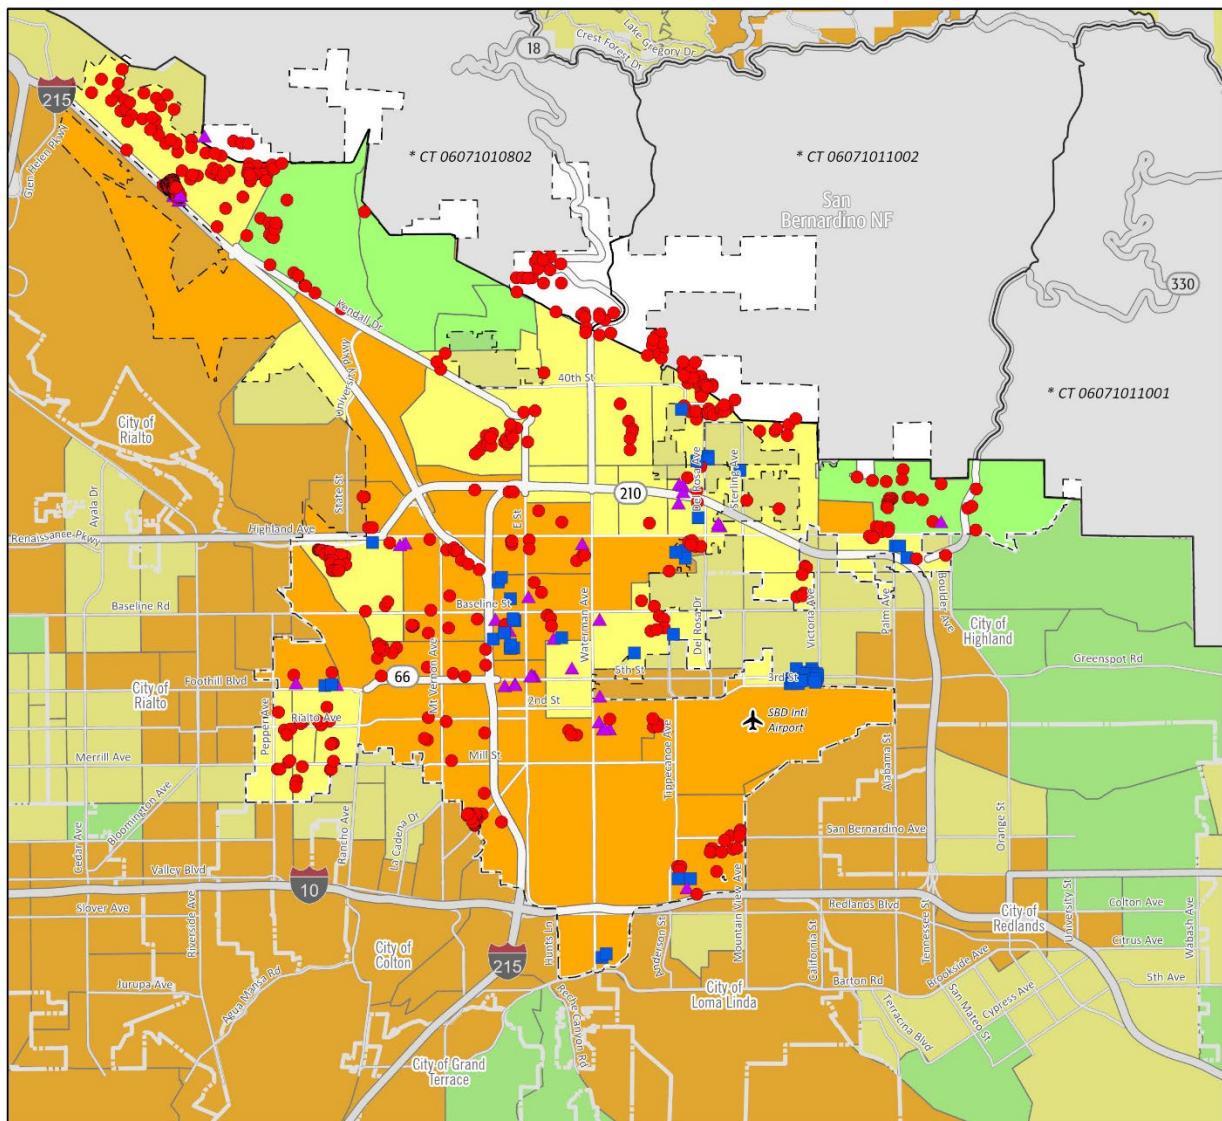 Lake Gregory Dr
18
Crest Forest Dr
215
Glen Helen Pkwy
* CT 06071010802
* CT 06071011002
San
Bernardino NF
330
Kendall Dr
University Pkwy
40th St
* CT 06071011001
City of
Rialto
State St
Ayala Dr
E St
210
Del Rosa Ave
Sterling Ave
Highland Ave
Renaissance Pkwy
Baseline Rd
Baseline St
Waterman Ave
Del Rosa Dr
Victoria Ave
Palm Ave
Boulder Ave
City of
Highland
Mt Vernon Ave
5th St
3rd St
Greenspot Rd
Foothill Blvd
66
City of
Rialto
2nd St
Pepper Ave
Rialto Ave
SBD Intl
Airport
Merrill Ave
Mill St
Tippecanoe Ave
Alabama St
Bloomington Ave
Cedar Ave
Rancho Ave
La Cadena Dr
San Bernardino Ave
Orange St
Valley Blvd
10
Mountain View Ave
Slover Ave
Riverside Ave
Redlands Blvd
Tennessee St
City of
Redlands
University St
Colton Ave
Wabash Ave
Citrus Ave
Hunts Ln
Anderson St
California St
City of
Colton
215
Brookside Ave
5th Ave
Jurupa Ave
Agua Mansa Rd
Barton Rd
City of
Loma Linda
San Mateo St
Cypress Ave
Terracina Blvd
Reche Canyon Rd
City of Grand
Terrace